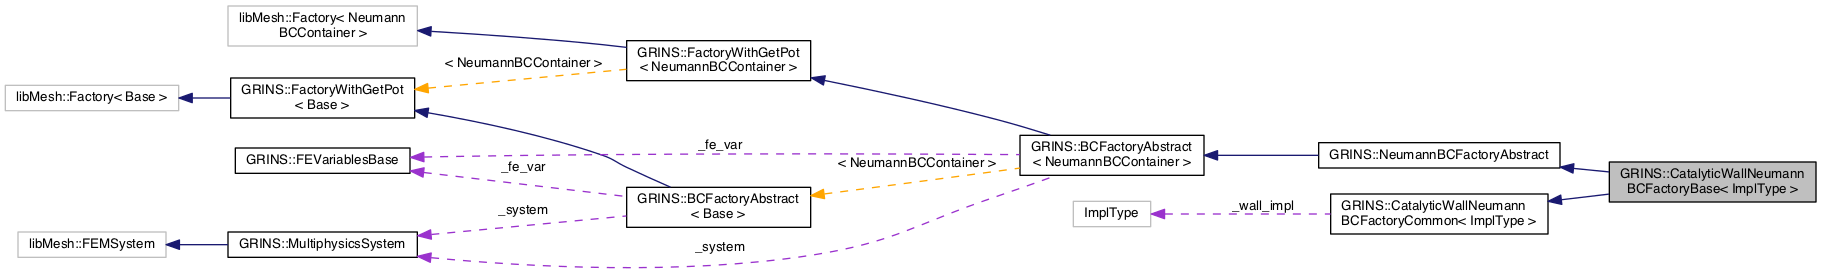 libMesh::Factory< Neumann
BCContainer >
GRINS::FactoryWithGetPot
< NeumannBCContainer >
< NeumannBCContainer >
libMesh::Factory< Base >
GRINS::FactoryWithGetPot
< Base >
GRINS::FEVariablesBase
_fe_var
_fe_var
< NeumannBCContainer >
GRINS::BCFactoryAbstract
< NeumannBCContainer >
GRINS::NeumannBCFactoryAbstract
GRINS::CatalyticWallNeumann
BCFactoryBase< ImplType >
GRINS::BCFactoryAbstract
< Base >
_system
ImplType
_wall_impl
GRINS::CatalyticWallNeumann
BCFactoryCommon< ImplType >
libMesh::FEMSystem
GRINS::MultiphysicsSystem
_system